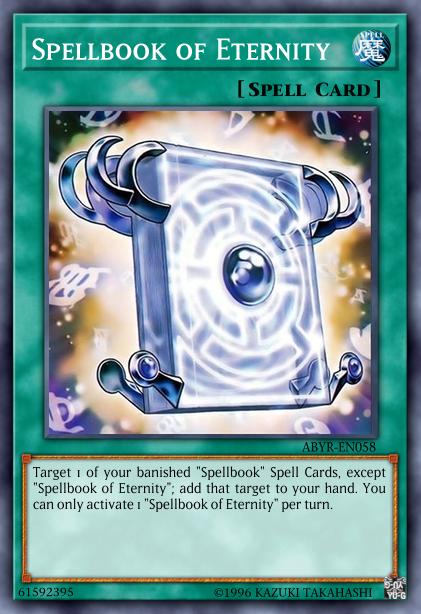 Spellbook of Eternity
SPELL
魔
[Spell Card]
ABYR-EN058
Target 1 of your banished "Spellbook" Spell Cards, except
"Spellbook of Eternity"; add that target to your hand. You
can only activate 1 "Spellbook of Eternity" per turn.
61592395
©1996 KAZUKI TAKAHASHI